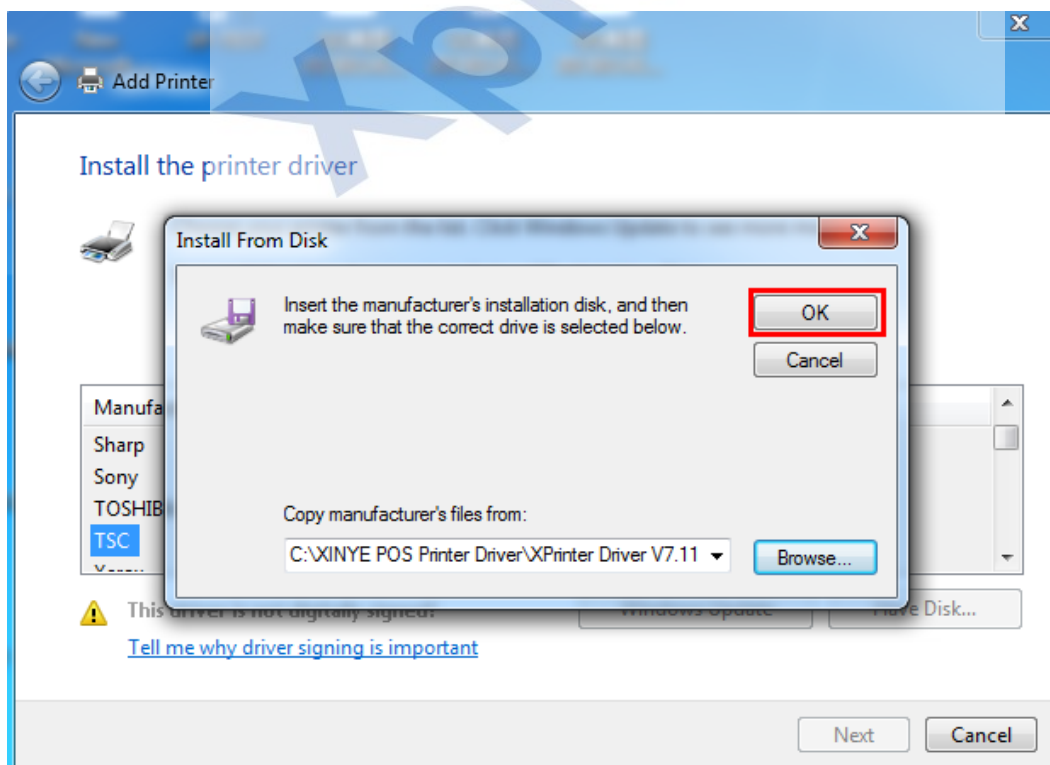 Xpr
Add Printer
Install the printer driver
Install From Disk
Insert the manufacturer's installation disk, and then
make sure that the correct drive is selected below.
OK
Cancel
Manufa
Sharp
Sony
TOSHIB
TSC
Copy manufacturer's files from:
C:\XINYE POS Printer Driver\XPrinter Driver V7.11
Browse...
This driver is not digitally signed!
Windows Update
Have Disk...
Tell me why driver signing is important
Next
Cancel